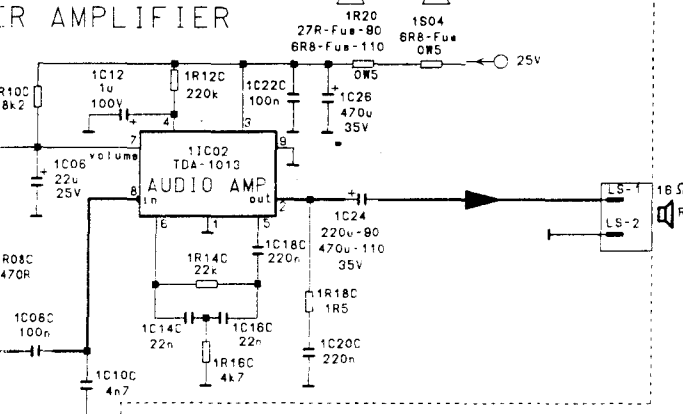 ER AMPLIFIER
1R20
27R-Fus-90
6R8-Fus-110
0W5
1S04
6R8-Fus
0W5
25V
1C12
1u
100V
+
1R12C
220k
1C22C
100n
+
1C26
470u
35V
R10C
8k2
4
3
7
volume
1IC02
TDA-1013
AUDIO AMP
9
+
1C06
22u
25V
8
in
out
2
6
1
5
+
1C24
220u-90
470u-110
35V
LS-1
LS-2
16 Ω
1C18C
220n
R08C
470R
1R14C
22k
1R18C
1R5
1C14C
22n
1C16C
22n
1C08C
100n
1R16C
4k7
1C20C
220n
1C10C
4n7